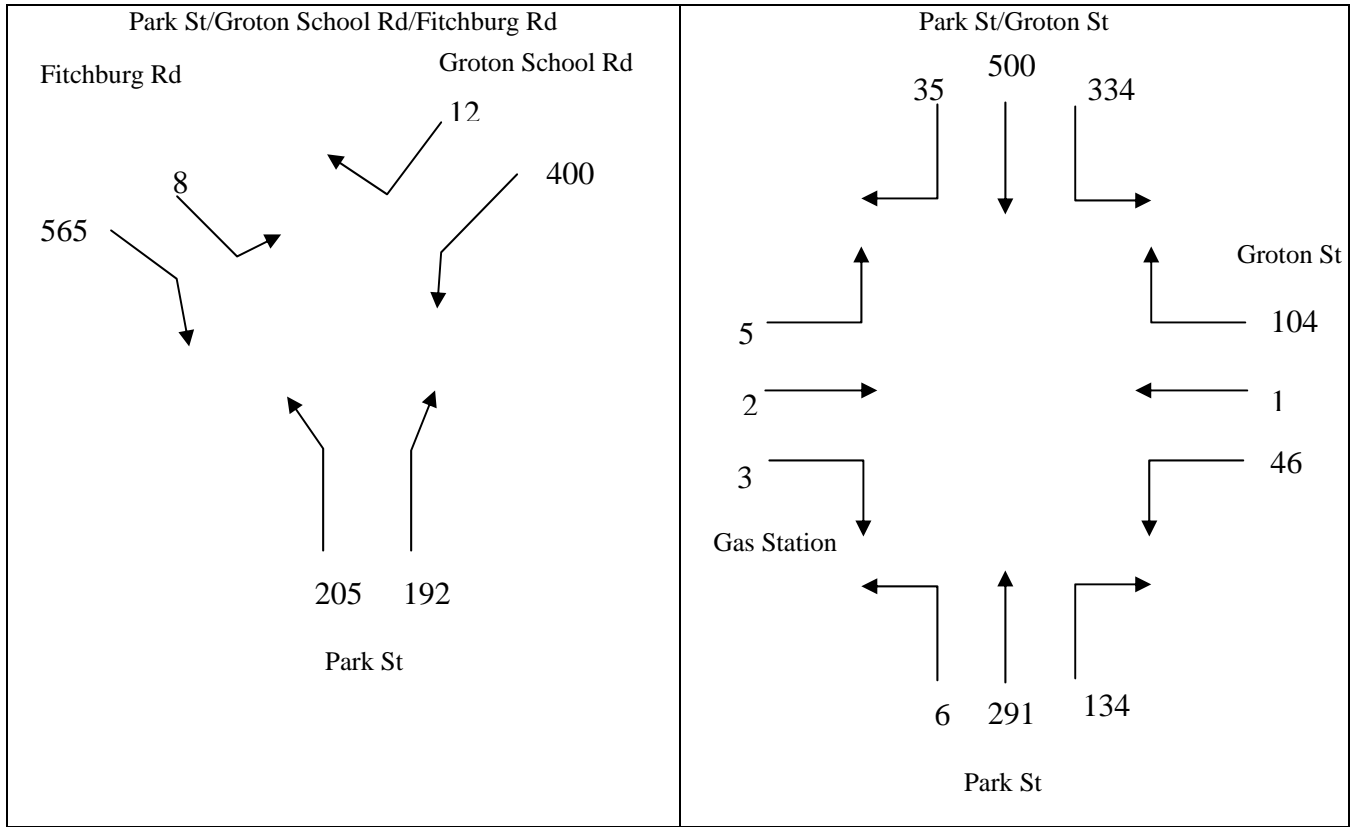 Park St/Groton School Rd/Fitchburg Rd
Fitchburg Rd
Groton School Rd
12
400
8
565
205 192
Park St
Park St/Groton St
35 500 334
Groton St
5 104
2 1
3 46
Gas Station
6 291 134
Park St